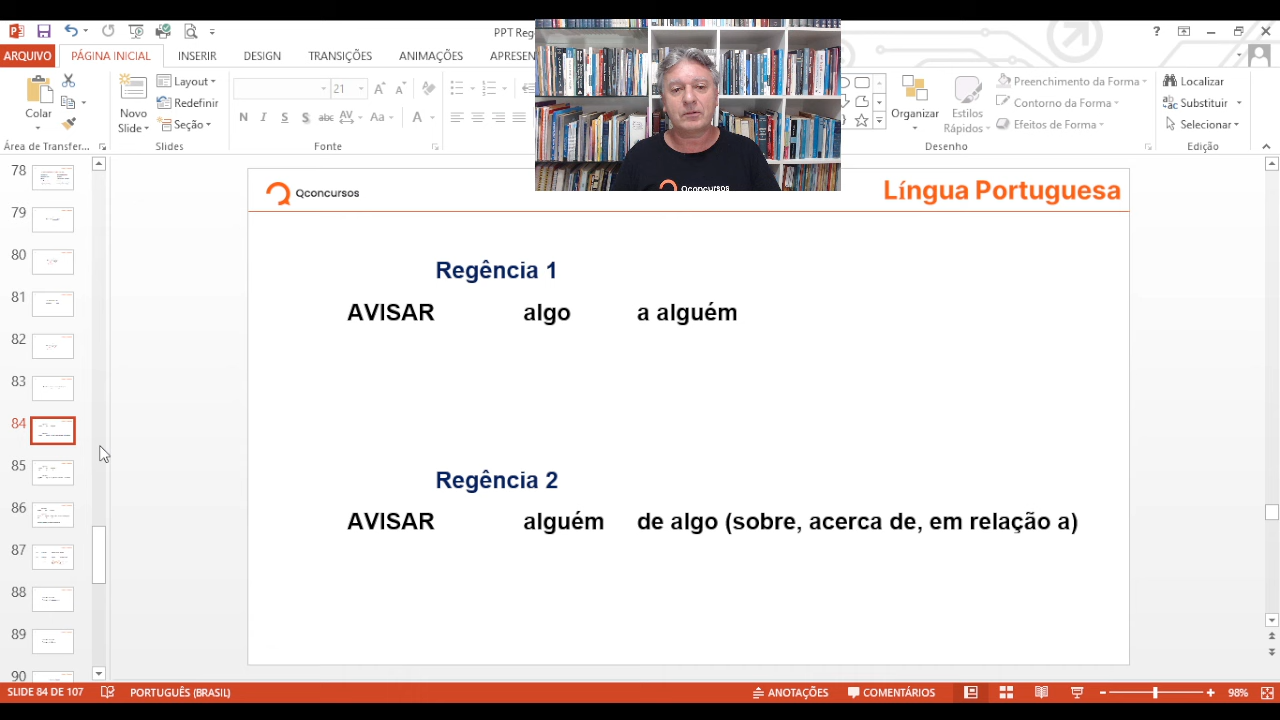 PPT Reg
ARQUIVO PÁGINA INICIAL INSERIR DESIGN TRANSIÇÕES ANIMAÇÕES APRESEN
Colar
Novo
Slide
Layout
Redefinir
Seção
21
N I S S abc AV Aa A
Organizar
Estilos
Rápidos
Preenchimento da Forma
Contorno da Forma
Efeitos de Forma
Localizar
Substituir
Selecionar
Área de Transfer... Slides Fonte Desenho Edição
78
79
80
81
82
83
84
85
86
87
88
89
90
Qconcursos
Qconcursos
Língua Portuguesa
Regência 1
AVISAR algo a alguém
Regência 2
AVISAR alguém de algo (sobre, acerca de, em relação a)
SLIDE 84 DE 107 PORTUGUÊS (BRASIL) ANOTAÇÕES COMENTÁRIOS 98%